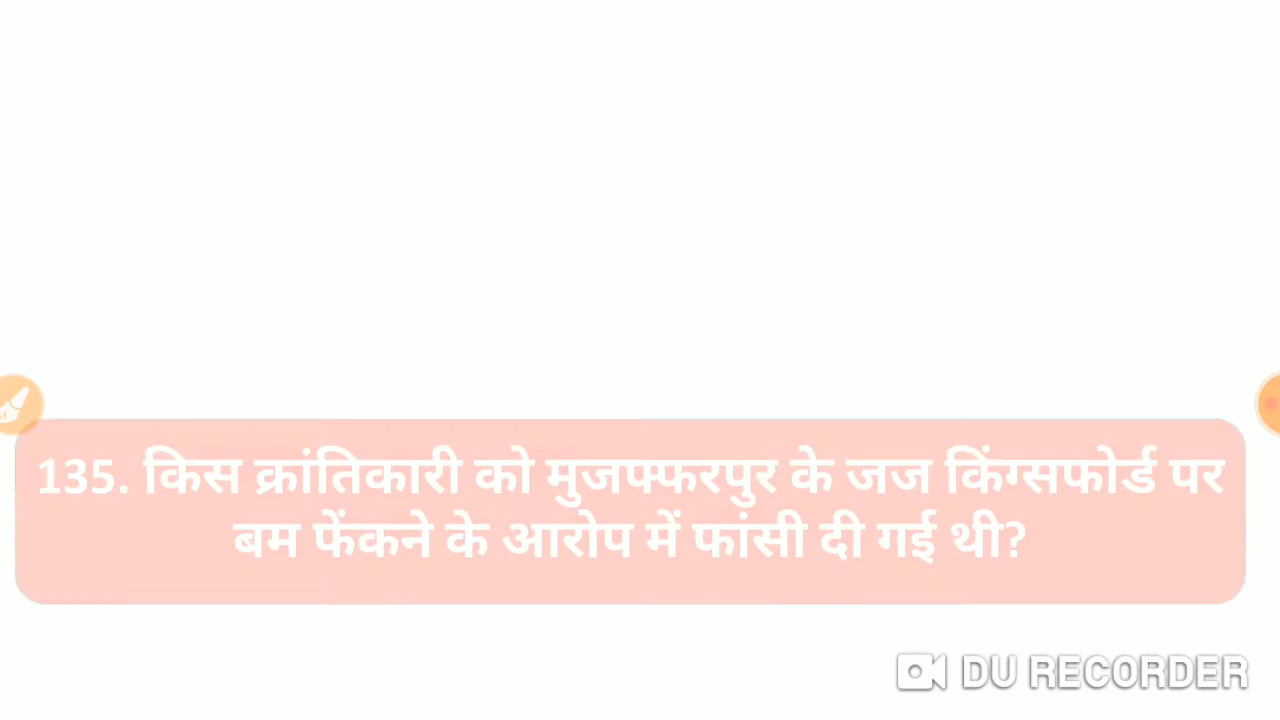 135. किस क्रांतिकारी को मुजफ्फरपुर के जज किंग्सफोर्ड पर
बम फेंकने के आरोप में फांसी दी गई थी?
DU RECORDER